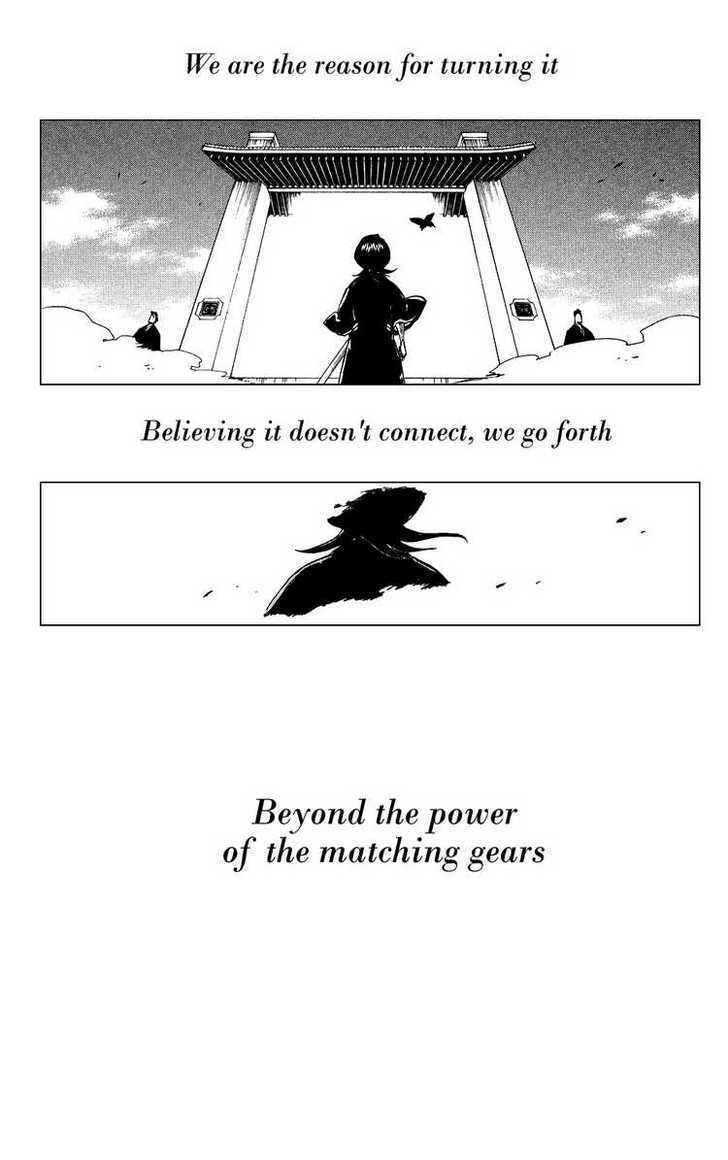 We are the reason for turning it
Believing it doesn't connect, we go forth
Beyond the power
of the matching gears